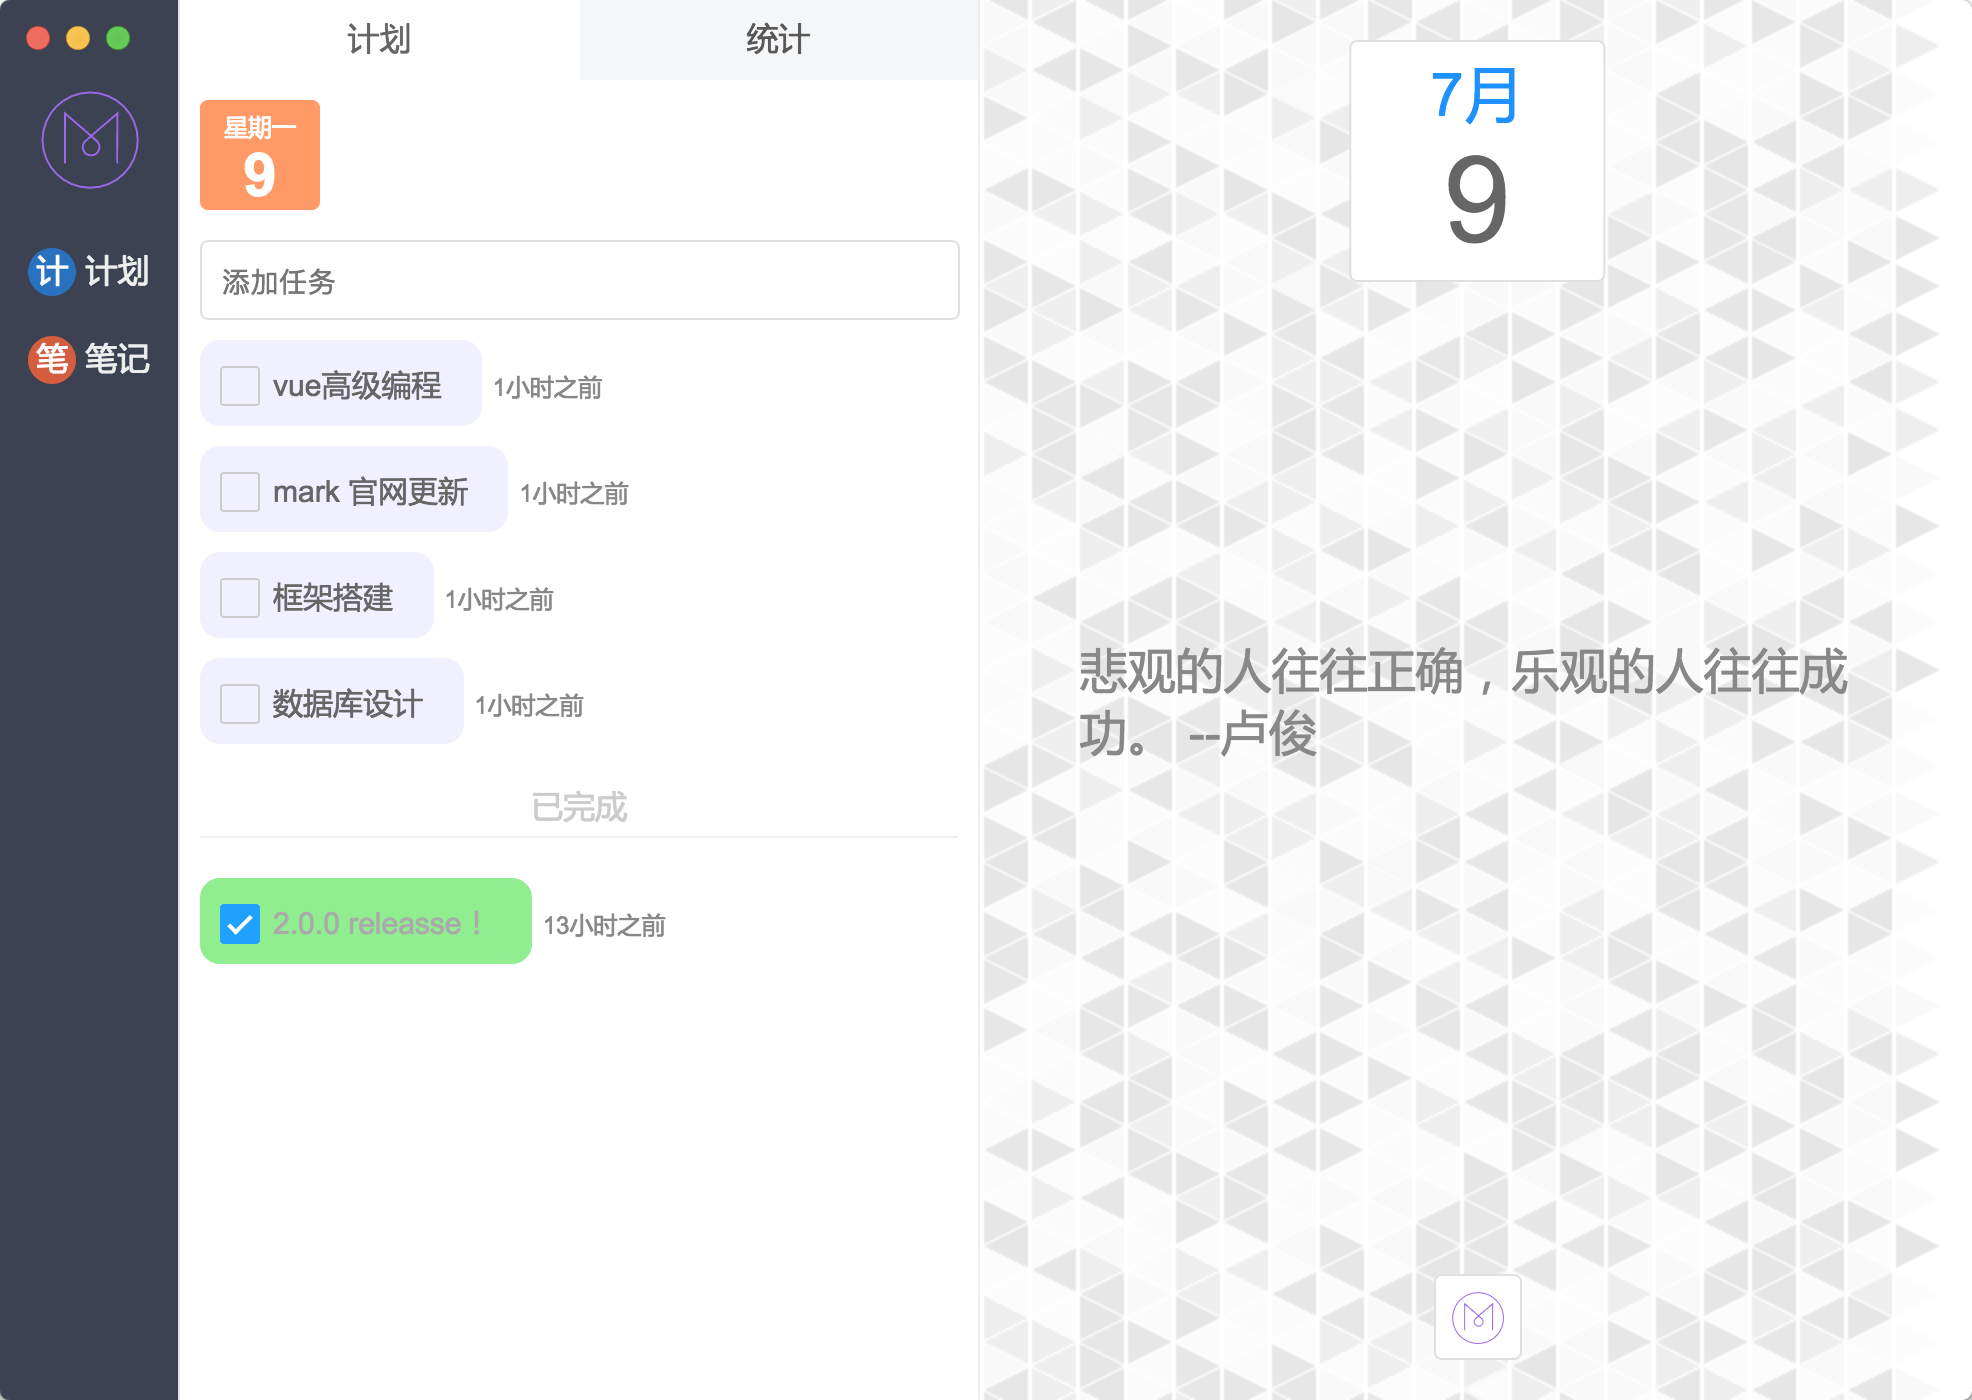 计划
统计
计 计划
笔 笔记
星期一
9
添加任务
vue高级编程 1小时之前
mark 官网更新 1小时之前
框架搭建 1小时之前
数据库设计 1小时之前
已完成
2.0.0 releasse！ 13小时之前
7月
9
悲观的人往往正确，乐观的人往往成
功。 --卢俊